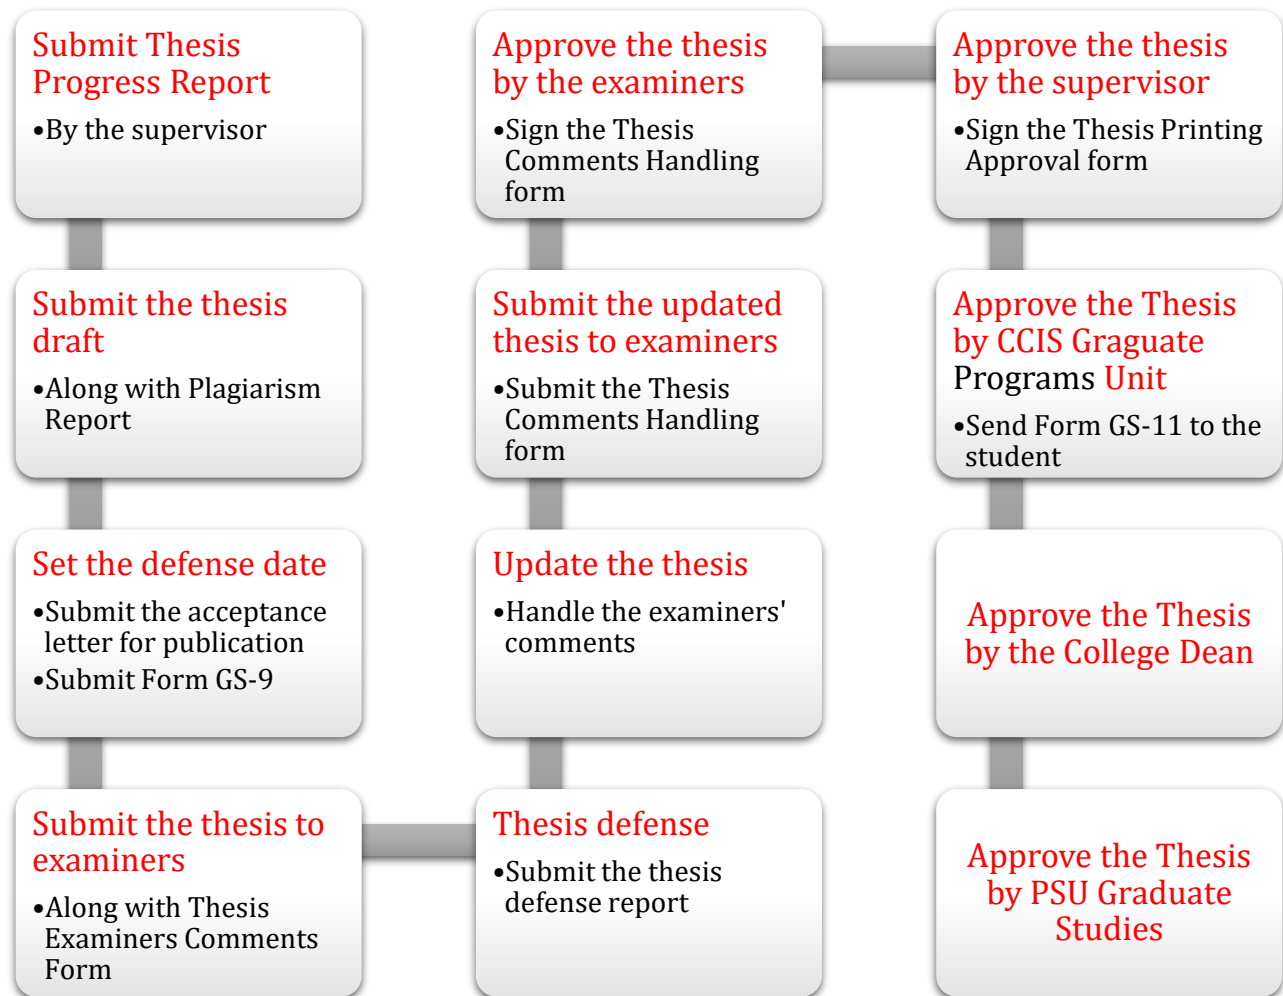 Submit Thesis
Progress Report
•By the supervisor
Submit the thesis
draft
•Along with Plagiarism
Report
Set the defense date
•Submit the acceptance
letter for publication
•Submit Form GS-9
Submit the thesis to
examiners
•Along with Thesis
Examiners Comments
Form
Thesis defense
•Submit the thesis
defense report
Update the thesis
•Handle the examiners'
comments
Submit the updated
thesis to examiners
•Submit the Thesis
Comments Handling
form
Approve the thesis
by the examiners
•Sign the Thesis
Comments Handling
form
Approve the thesis
by the supervisor
•Sign the Thesis Printing
Approval form
Approve the Thesis
by CCIS Graguate
Programs Unit
•Send Form GS-11 to the
student
Approve the Thesis
by the College Dean
Approve the Thesis
by PSU Graduate
Studies